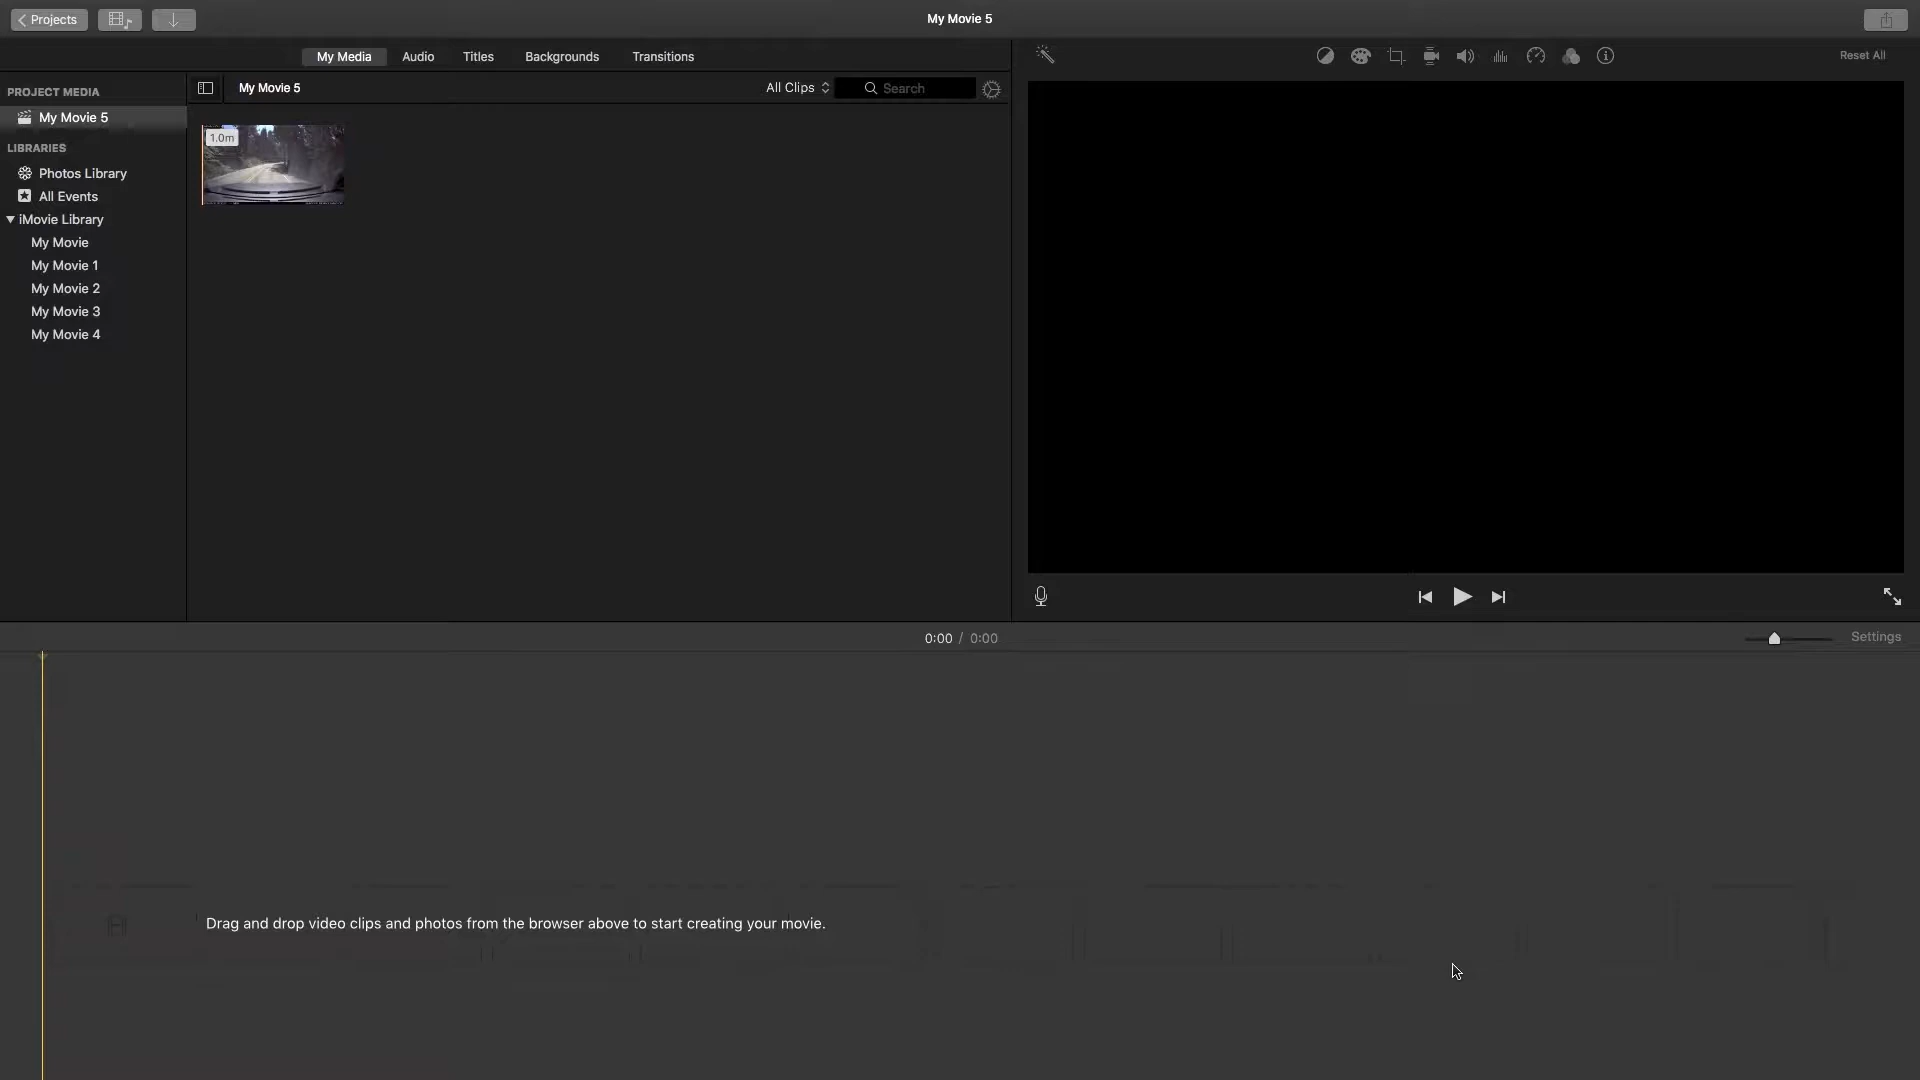 Projects
My Movie 5
My Media
Audio
Titles
Backgrounds
Transitions
Reset All
PROJECT MEDIA
My Movie 5
LIBRARIES
Photos Library
All Events
iMovie Library
My Movie
My Movie 1
My Movie 2
My Movie 3
My Movie 4
My Movie 5
All Clips
Search
1.0m
0:00 / 0:00
Settings
Drag and drop video clips and photos from the browser above to start creating your movie.